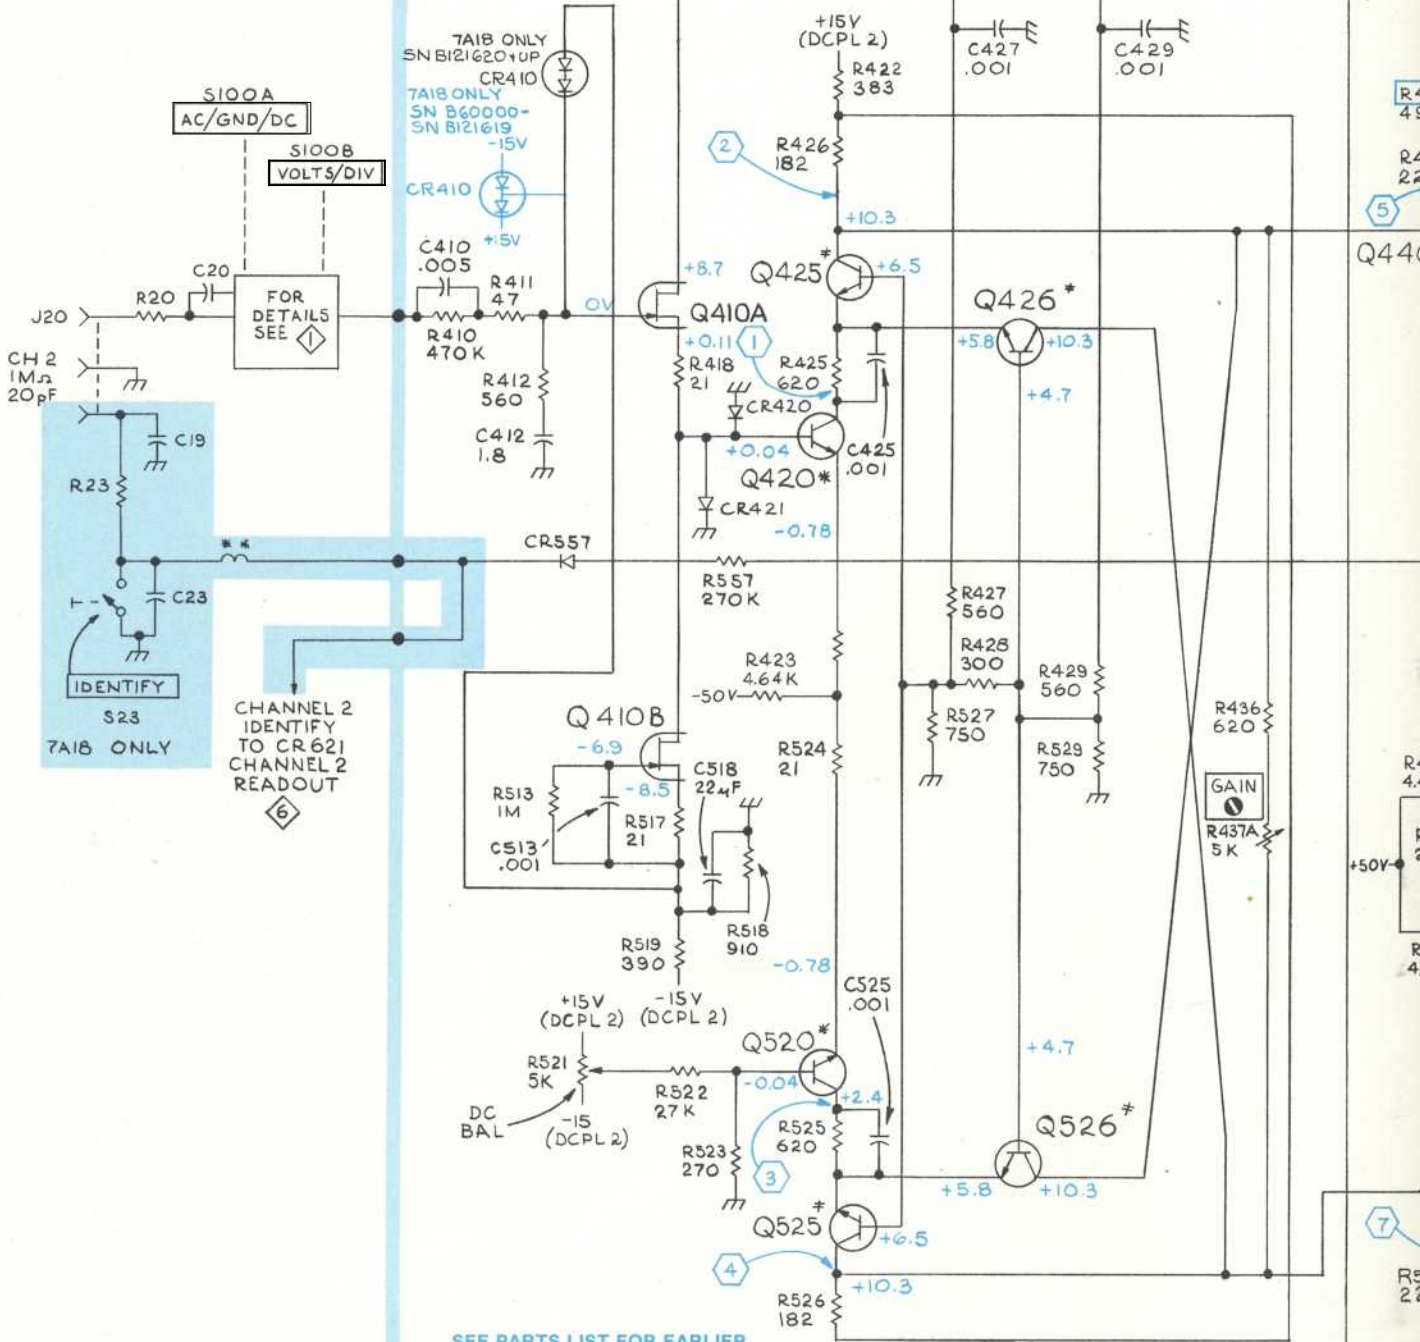 7A18 ONLY
SN B121620+UP
CR410
7A18 ONLY
SN B60000-
SN B121619
-15V
CR410
+15V
S100A
AC/GND/DC
S100B
VOLTS/DIV
+15V
(DCPL 2)
R422
383
C427
.001
C429
.001
2
R426
182
+10.3
5
J20
R20
C20
FOR
DETAILS
SEE 1
C410
.005
R411
47
R410
470K
0V
+8.7
Q410A
+0.11
1
Q425*
+6.5
Q426*
+5.8
+10.3
+4.7
CH 2
1MΩ
20pF
R412
560
C412
1.8
R418
21
R425
620
CR420
+0.04
Q420*
C425
.001
CR421
-0.78
C19
R23
**
C23
T
IDENTIFY
S23
7A18 ONLY
CR557
R557
270K
CHANNEL 2
IDENTIFY
TO CR621
CHANNEL 2
READOUT
6
R423
4.64K
-50V
R427
560
R428
300
R429
560
R527
750
R529
750
R436
620
GAIN
R437A
5K
+50V
Q410B
-6.9
-8.5
R513
1M
C513
.001
R517
21
C518
22μF
R524
21
R519
390
R518
910
-15V
(DCPL 2)
-0.78
+15V
(DCPL 2)
R521
5K
DC
BAL
-15
(DCPL 2)
R522
27K
R523
270
Q520*
-0.04
+2.4
C525
.001
3
R525
620
+4.7
Q526*
+5.8
+10.3
Q525*
+6.5
4
+10.3
R526
182
7
SEE PARTS LIST FOR EARLIER